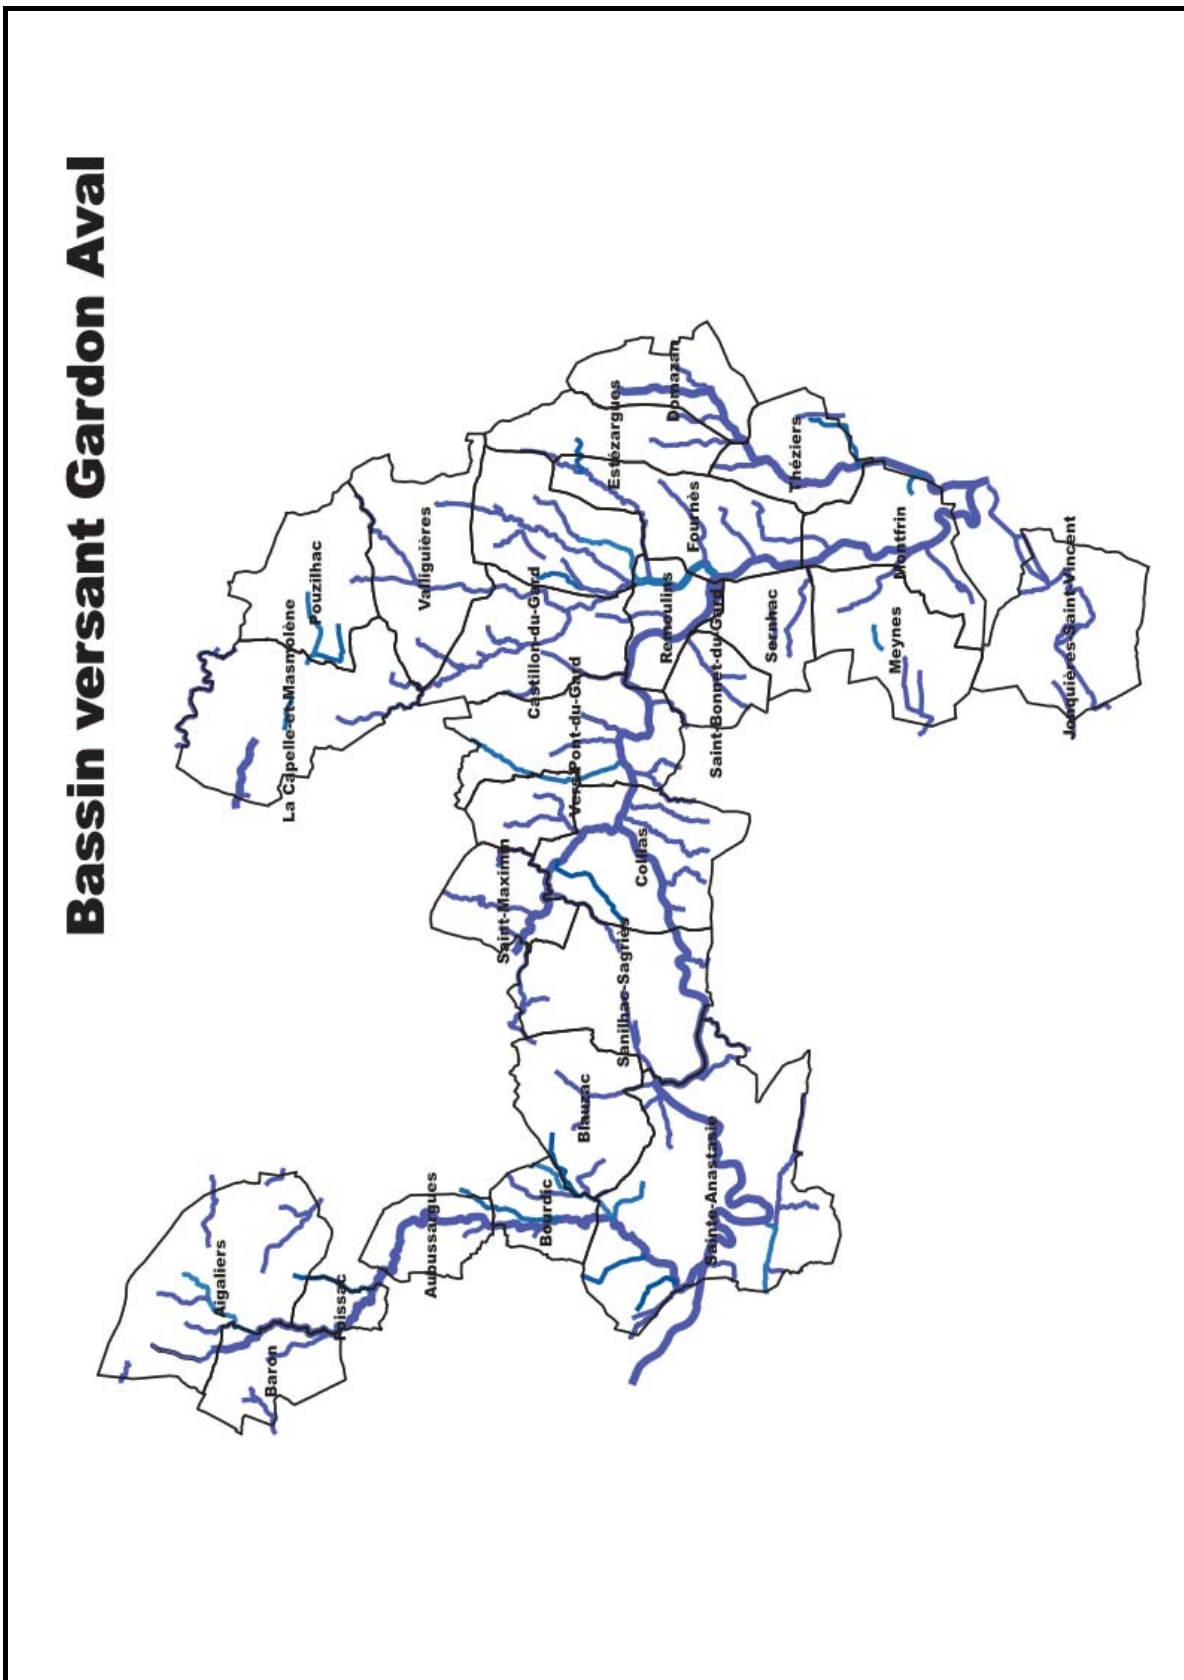 Bassin versant Gardon Aval
La Capelle-et-Masmolène
Pouzilhac
Valliguières
Aigaliers
Baron
Foissac
Aubussargues
Saint-Maximin
Castillon-du-Gard
Bourdic
Vers-Pont-du-Gard
Blauzac
Estézargues
Sanilhac-Sagriès
Collias
Remoulins
Domazan
Fournès
Sainte-Anastasie
Saint-Bonnet-du-Gard
Sernhac
Théziers
Meynes
Montfrin
Jonquières-Saint-Vincent